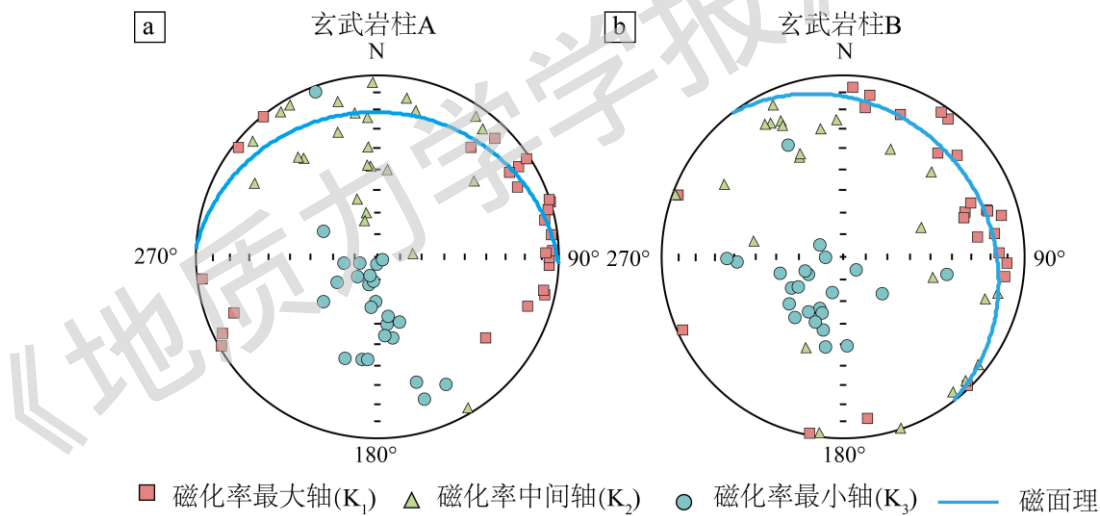 a 玄武岩柱A b 玄武岩柱B
N N
270° 90° 270° 90°
180° 180°
磁化率最大轴(K₁) 磁化率中间轴(K₂) 磁化率最小轴(K₃) 磁面理
《地质力学学报》